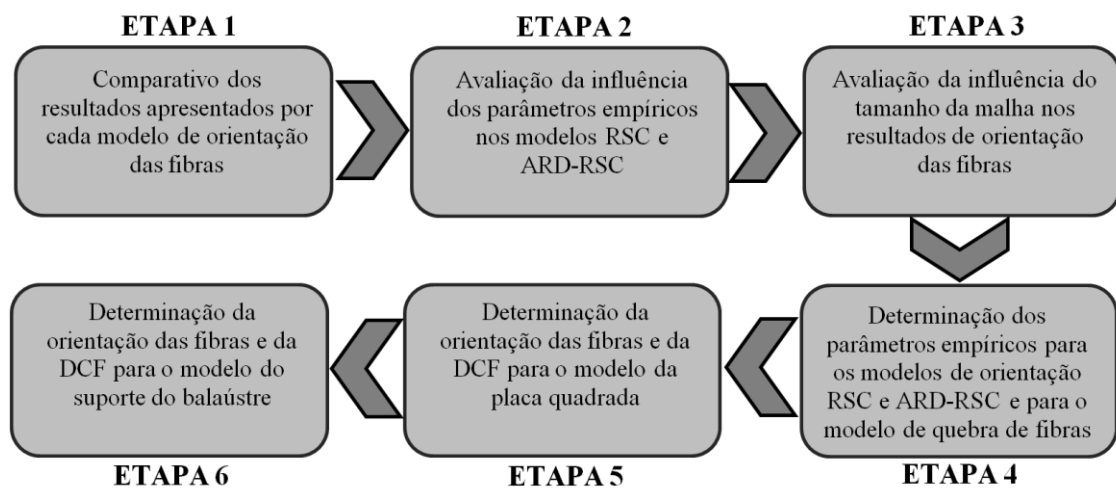 ETAPA 1
Comparativo dos
resultados apresentados por
cada modelo de orientação
das fibras
ETAPA 2
Avaliação da influência
dos parâmetros empíricos
nos modelos RSC e
ARD-RSC
ETAPA 3
Avaliação da influência do
tamanho da malha nos
resultados de orientação
das fibras
Determinação dos
parâmetros empíricos para
os modelos de orientação
RSC e ARD-RSC e para o
modelo de quebra de fibras
ETAPA 4
Determinação da
orientação das fibras e da
DCF para o modelo da
placa quadrada
ETAPA 5
Determinação da
orientação das fibras e da
DCF para o modelo do
suporte do balaústre
ETAPA 6